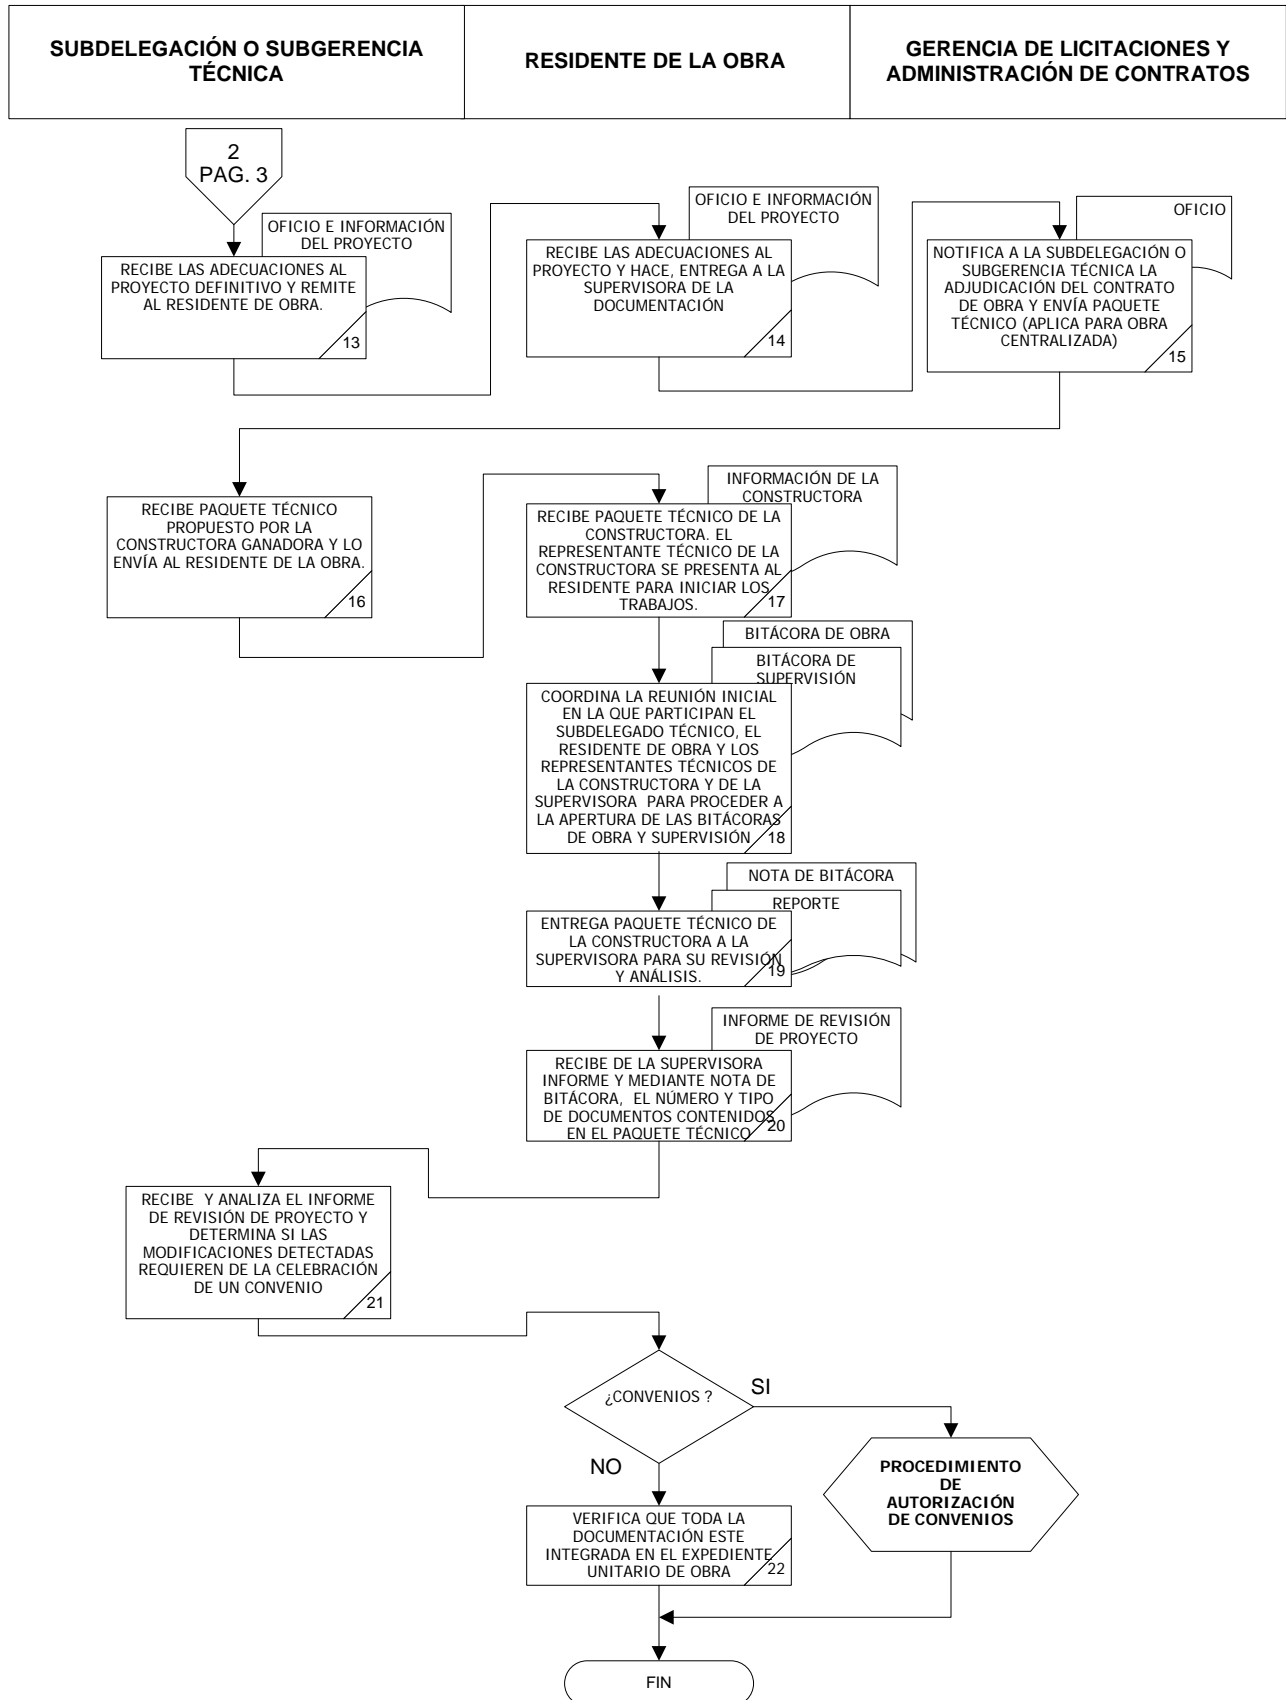 SUBDELEGACIÓN O SUBGERENCIA
TÉCNICA
RESIDENTE DE LA OBRA
GERENCIA DE LICITACIONES Y
ADMINISTRACIÓN DE CONTRATOS
2
PAG. 3
OFICIO E INFORMACIÓN
DEL PROYECTO
RECIBE LAS ADECUACIONES AL
PROYECTO DEFINITIVO Y REMITE
AL RESIDENTE DE OBRA.
13
OFICIO E INFORMACIÓN
DEL PROYECTO
RECIBE LAS ADECUACIONES AL
PROYECTO Y HACE, ENTREGA A LA
SUPERVISORA DE LA
DOCUMENTACIÓN
14
OFICIO
NOTIFICA A LA SUBDELEGACIÓN O
SUBGERENCIA TÉCNICA LA
ADJUDICACIÓN DEL CONTRATO
DE OBRA Y ENVÍA PAQUETE
TÉCNICO (APLICA PARA OBRA
CENTRALIZADA)
15
RECIBE PAQUETE TÉCNICO
PROPUESTO POR LA
CONSTRUCTORA GANADORA Y LO
ENVÍA AL RESIDENTE DE LA OBRA.
16
INFORMACIÓN DE LA
CONSTRUCTORA
RECIBE PAQUETE TÉCNICO DE LA
CONSTRUCTORA. EL
REPRESENTANTE TÉCNICO DE LA
CONSTRUCTORA SE PRESENTA AL
RESIDENTE PARA INICIAR LOS
TRABAJOS.
17
BITÁCORA DE OBRA
BITÁCORA DE
SUPERVISIÓN
COORDINA LA REUNIÓN INICIAL
EN LA QUE PARTICIPAN EL
SUBDELEGADO TÉCNICO, EL
RESIDENTE DE OBRA Y LOS
REPRESENTANTES TÉCNICOS DE
LA CONSTRUCTORA Y DE LA
SUPERVISORA PARA PROCEDER A
LA APERTURA DE LAS BITÁCORAS
DE OBRA Y SUPERVISIÓN
18
NOTA DE BITÁCORA
REPORTE
ENTREGA PAQUETE TÉCNICO DE
LA CONSTRUCTORA A LA
SUPERVISORA PARA SU REVISIÓN
Y ANÁLISIS.
19
INFORME DE REVISIÓN
DE PROYECTO
RECIBE DE LA SUPERVISORA
INFORME Y MEDIANTE NOTA DE
BITÁCORA, EL NÚMERO Y TIPO
DE DOCUMENTOS CONTENIDOS
EN EL PAQUETE TÉCNICO
20
RECIBE Y ANALIZA EL INFORME
DE REVISIÓN DE PROYECTO Y
DETERMINA SI LAS
MODIFICACIONES DETECTADAS
REQUIEREN DE LA CELEBRACIÓN
DE UN CONVENIO
21
¿CONVENIOS ?
SI
NO
PROCEDIMIENTO
DE
AUTORIZACIÓN
DE CONVENIOS
VERIFICA QUE TODA LA
DOCUMENTACIÓN ESTE
INTEGRADA EN EL EXPEDIENTE
UNITARIO DE OBRA
22
FIN